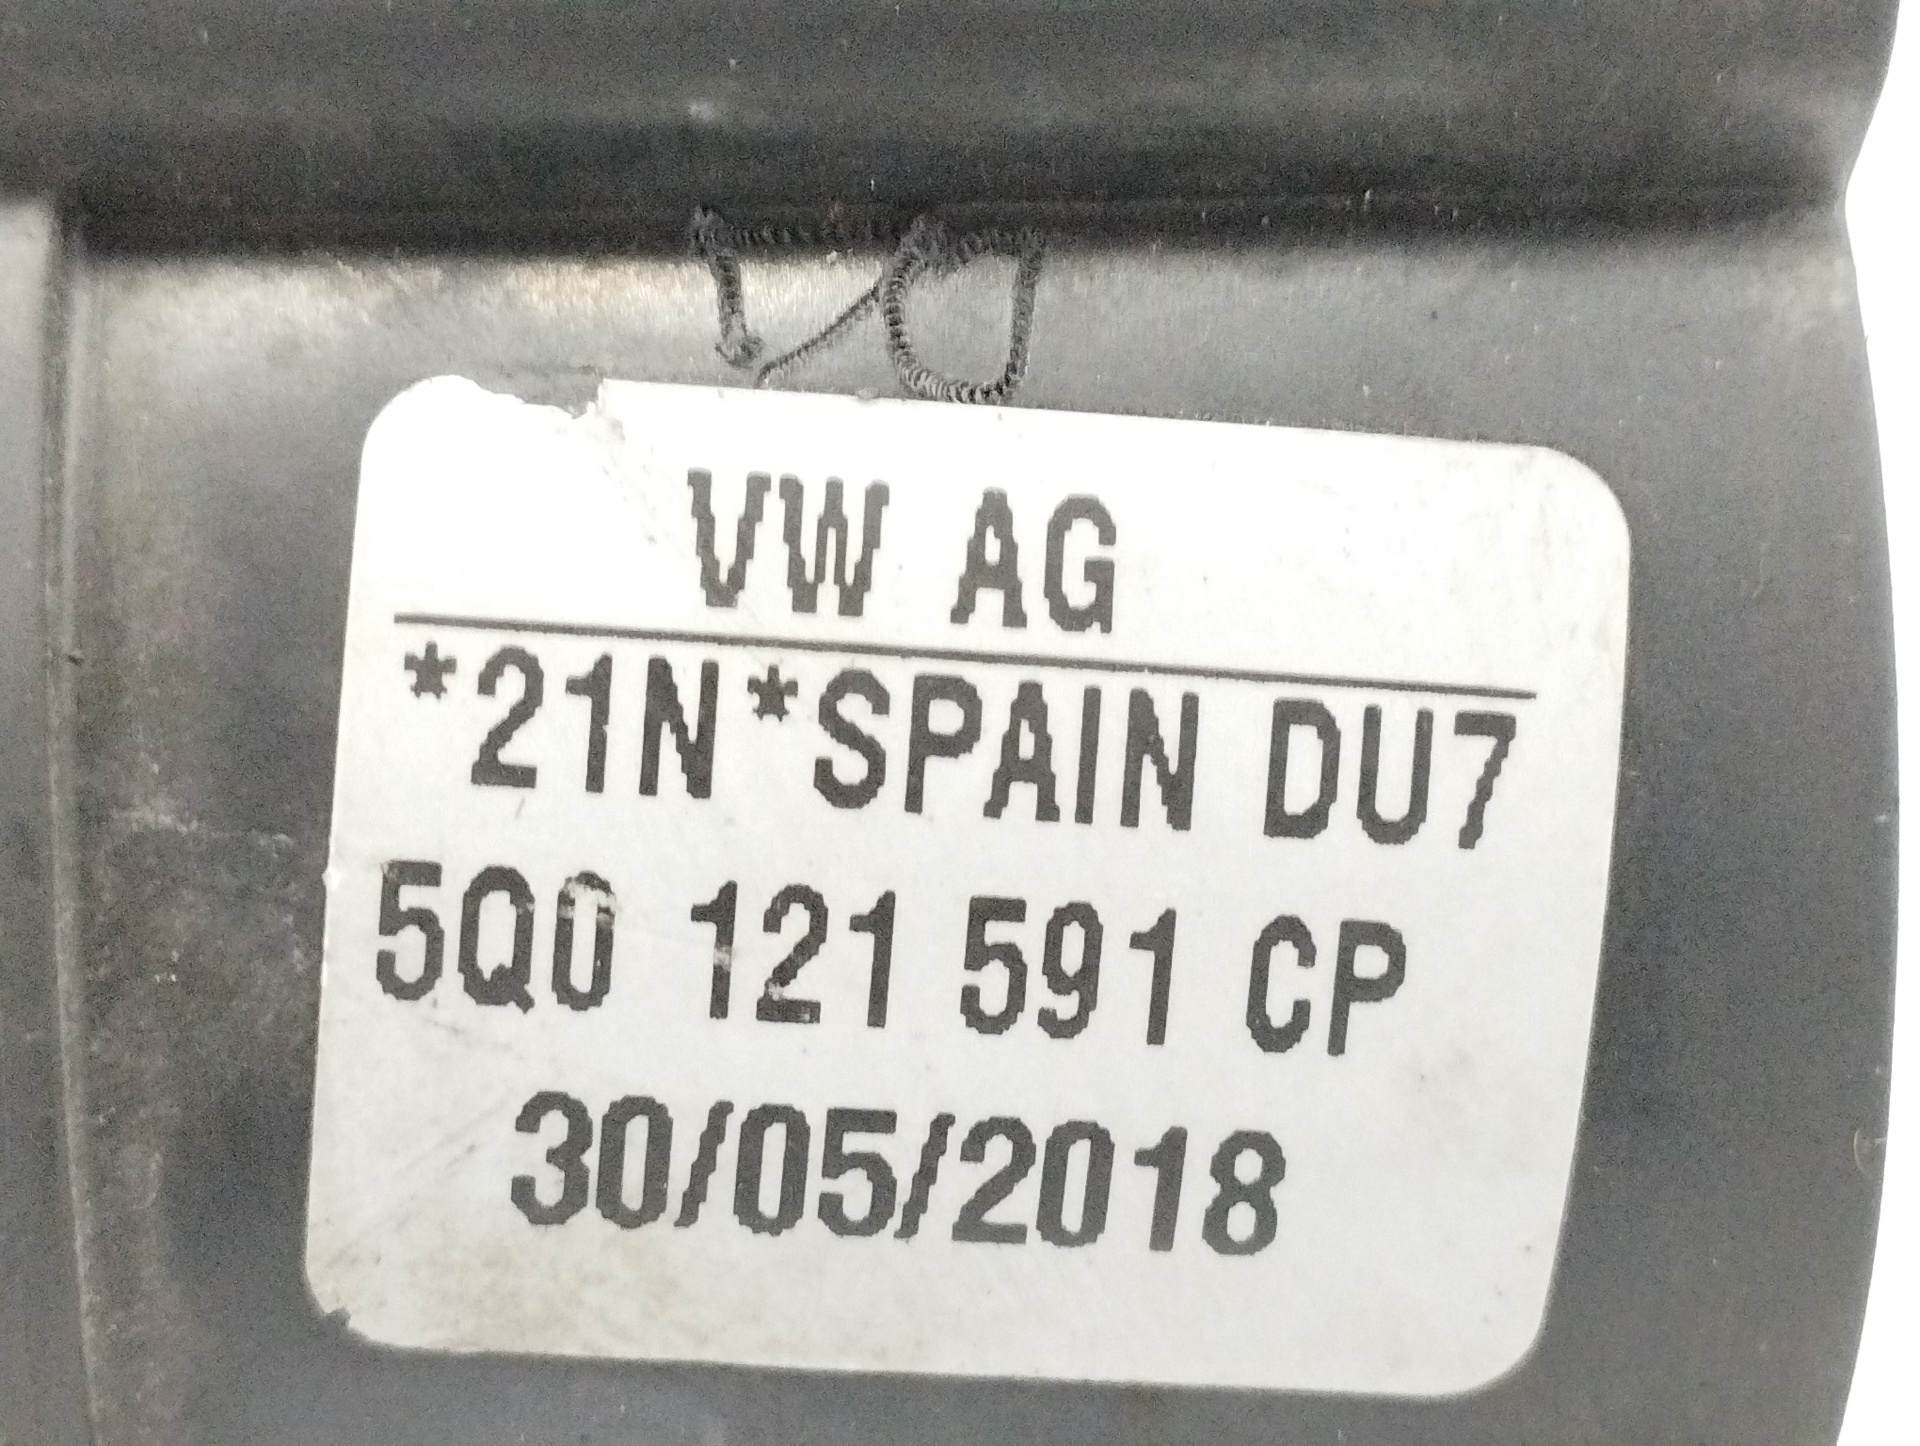 VW AG
*21N*SPAIN DU7
5Q0 121 591 CP
30/05/2018